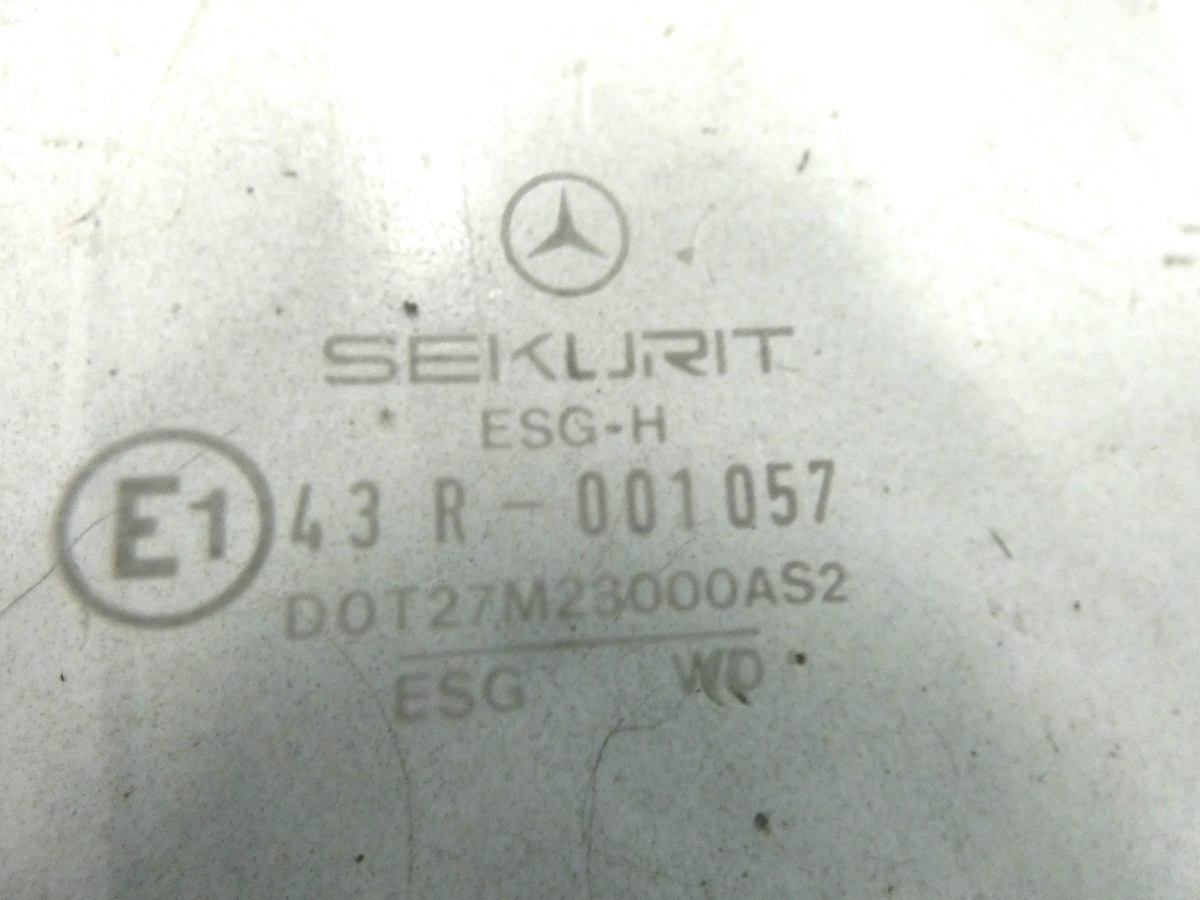 SEKURIT
ESG-H
E1 43 R - 001057
DOT27M23000AS2
ESG WD